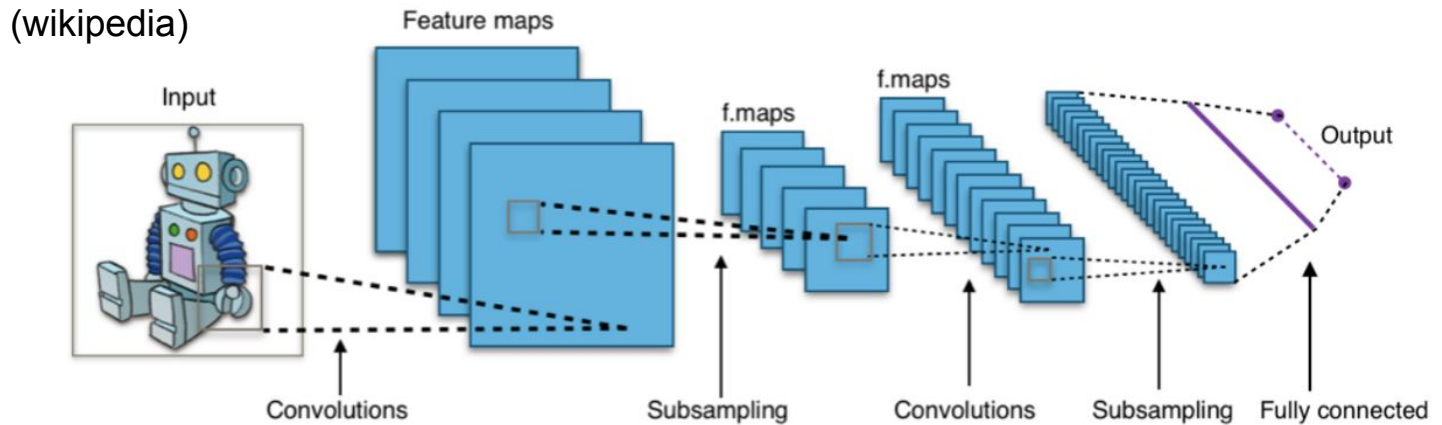 (wikipedia)
Feature maps
Input
f.maps
f.maps
Output
Convolutions
Subsampling
Convolutions
Subsampling
Fully connected